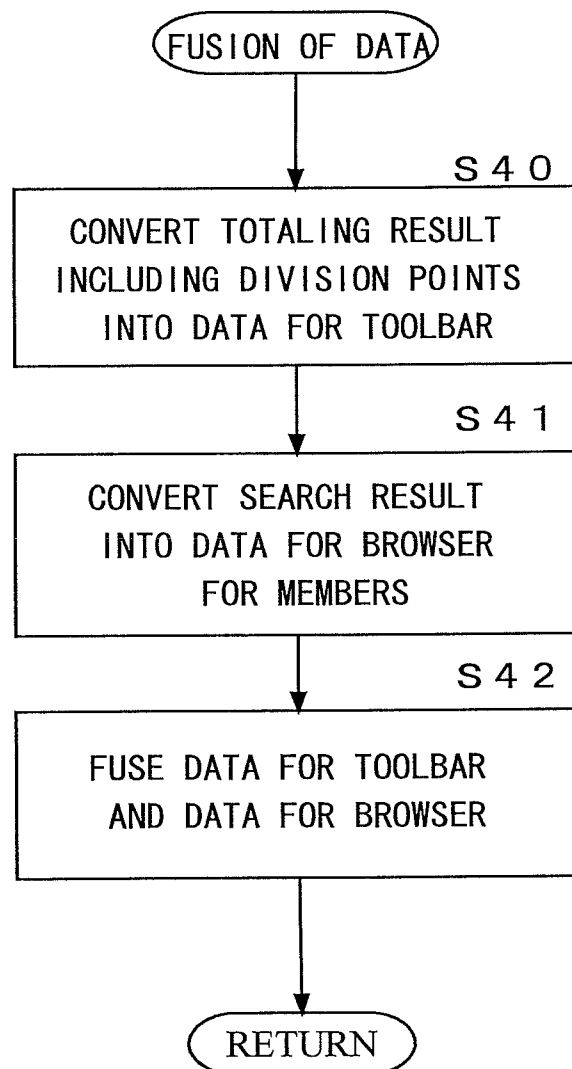 FUSION OF DATA
S40
CONVERT TOTALING RESULT
INCLUDING DIVISION POINTS
INTO DATA FOR TOOLBAR
S41
CONVERT SEARCH RESULT
INTO DATA FOR BROWSER
FOR MEMBERS
S42
FUSE DATA FOR TOOLBAR
AND DATA FOR BROWSER
RETURN